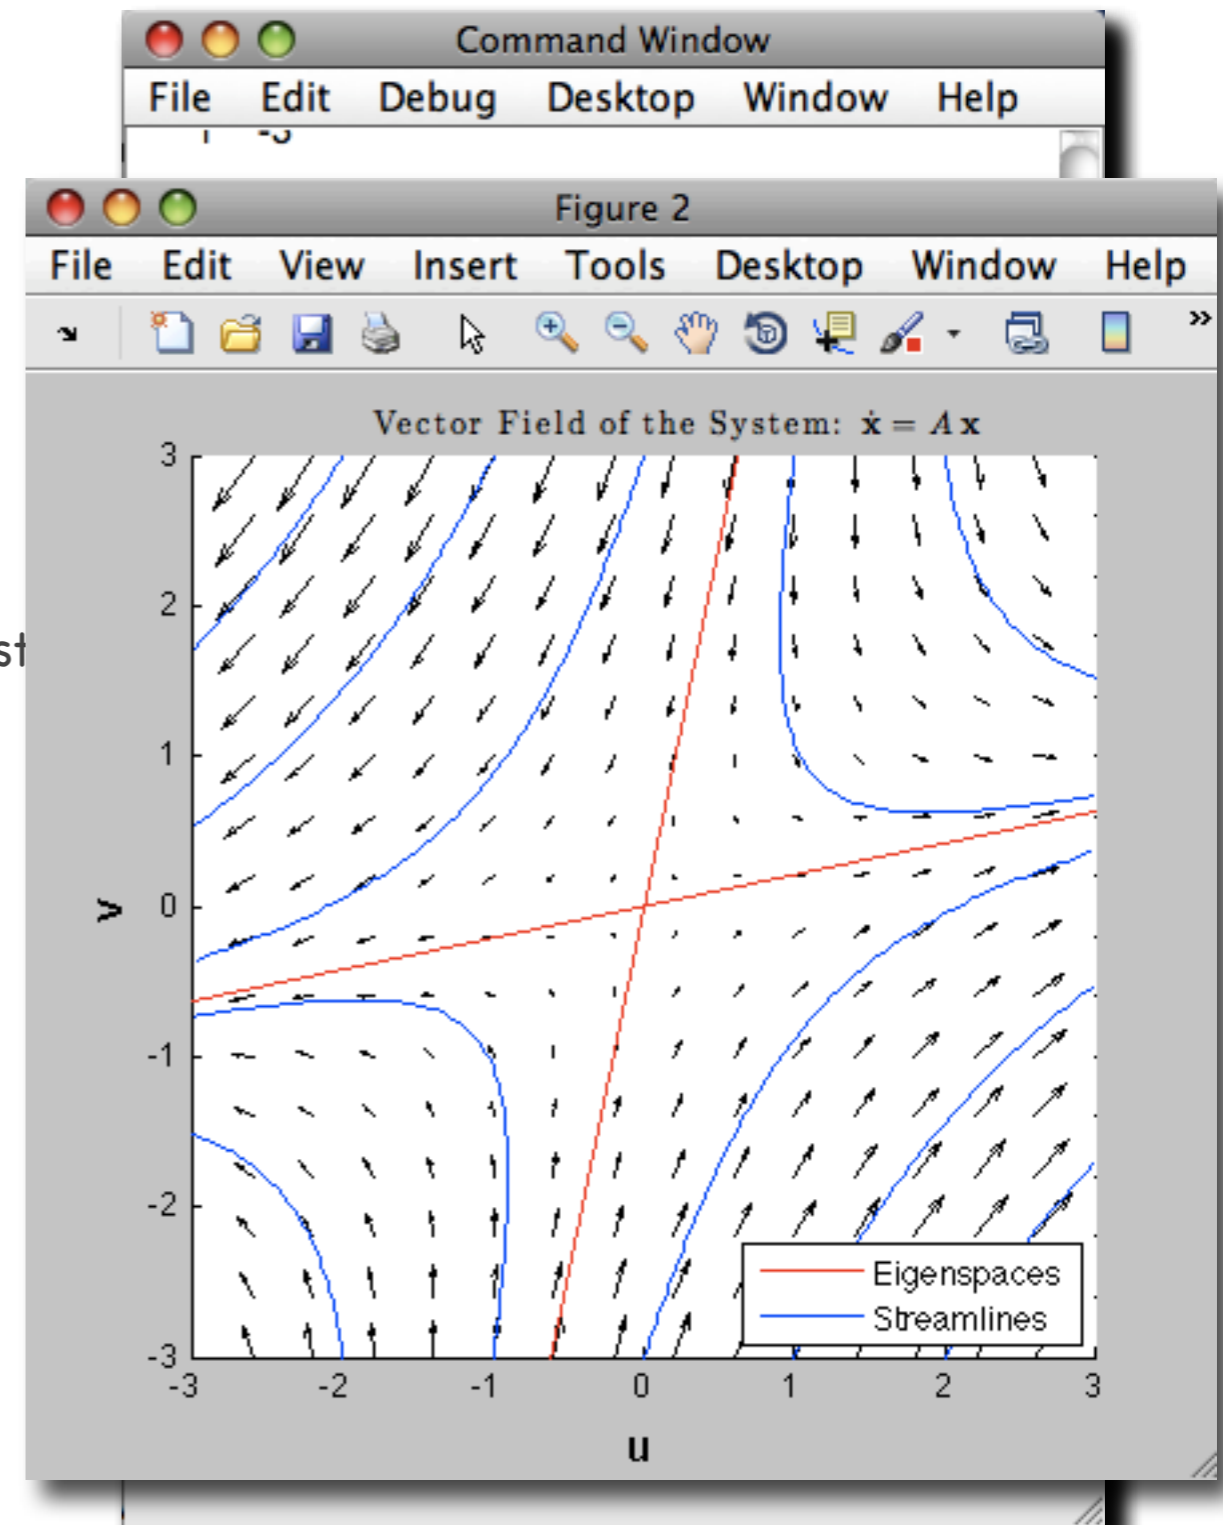 Command Window
File Edit Debug Desktop Window Help
Figure 2
File Edit View Insert Tools Desktop Window Help
Vector Field of the System: ẋ = A x
3
2
st
1
v
0
-1
-2
-3
Eigenspaces
Streamlines
-3 -2 -1 0 1 2 3
u